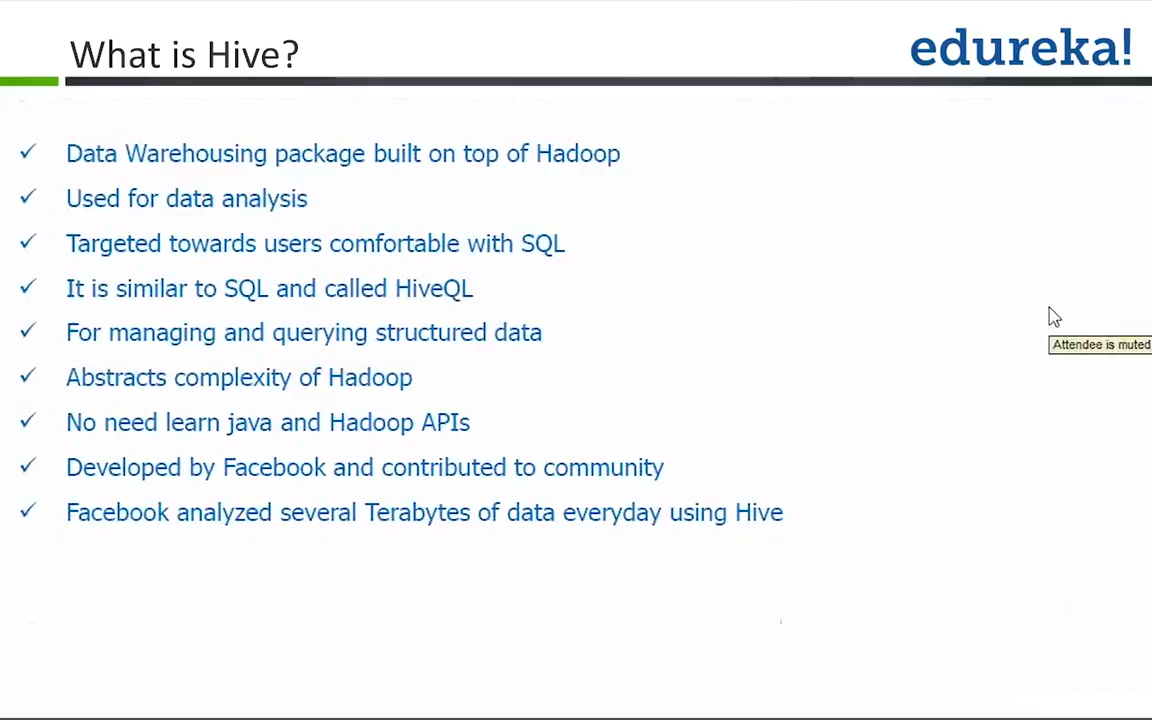 What is Hive?
edureka!
Data Warehousing package built on top of Hadoop
Used for data analysis
Targeted towards users comfortable with SQL
It is similar to SQL and called HiveQL
For managing and querying structured data
Abstracts complexity of Hadoop
No need learn java and Hadoop APIs
Developed by Facebook and contributed to community
Facebook analyzed several Terabytes of data everyday using Hive
Attendee is muted